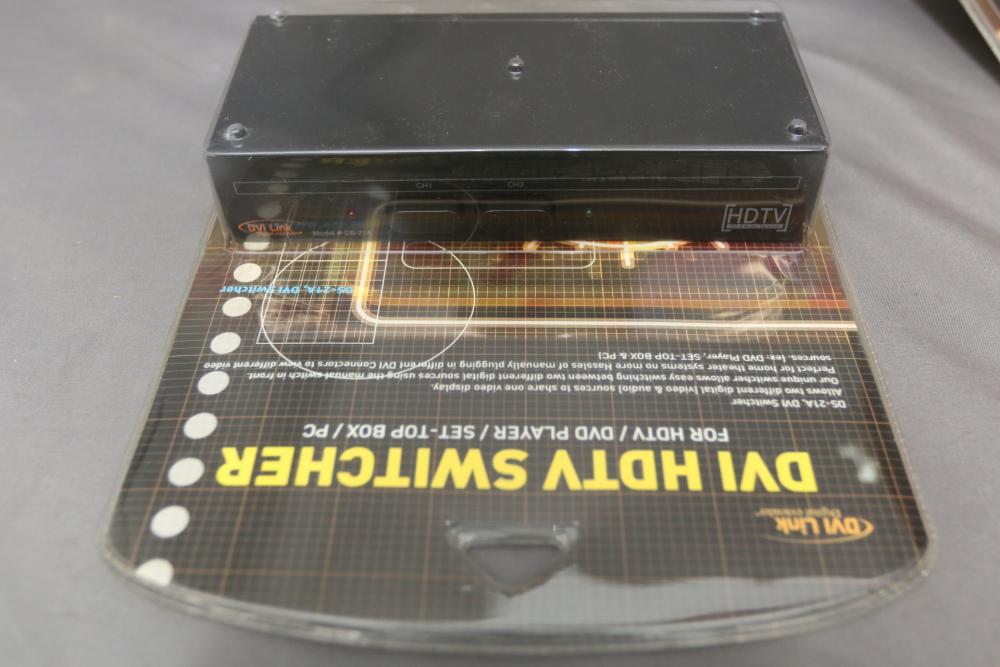 CH1 CH2
DVI Link
Model # DS-21A
HDTV
DVI Link
Digital extender
DVI HDTV SWITCHER
FOR HDTV / DVD PLAYER / SET-TOP BOX / PC
DS-21A, DVI Switcher
Allows two different digital [video & audio] sources to share one video display.
Our unique switcher allows easy switching between two different digital sources using the manual switch in front.
Perfect for home theater systems no more Hassles of manually plugging in different DVI Connectors to view different video
sources. [ex: DVD Player, SET-TOP BOX & PC]
DS-21A, DVI Switcher